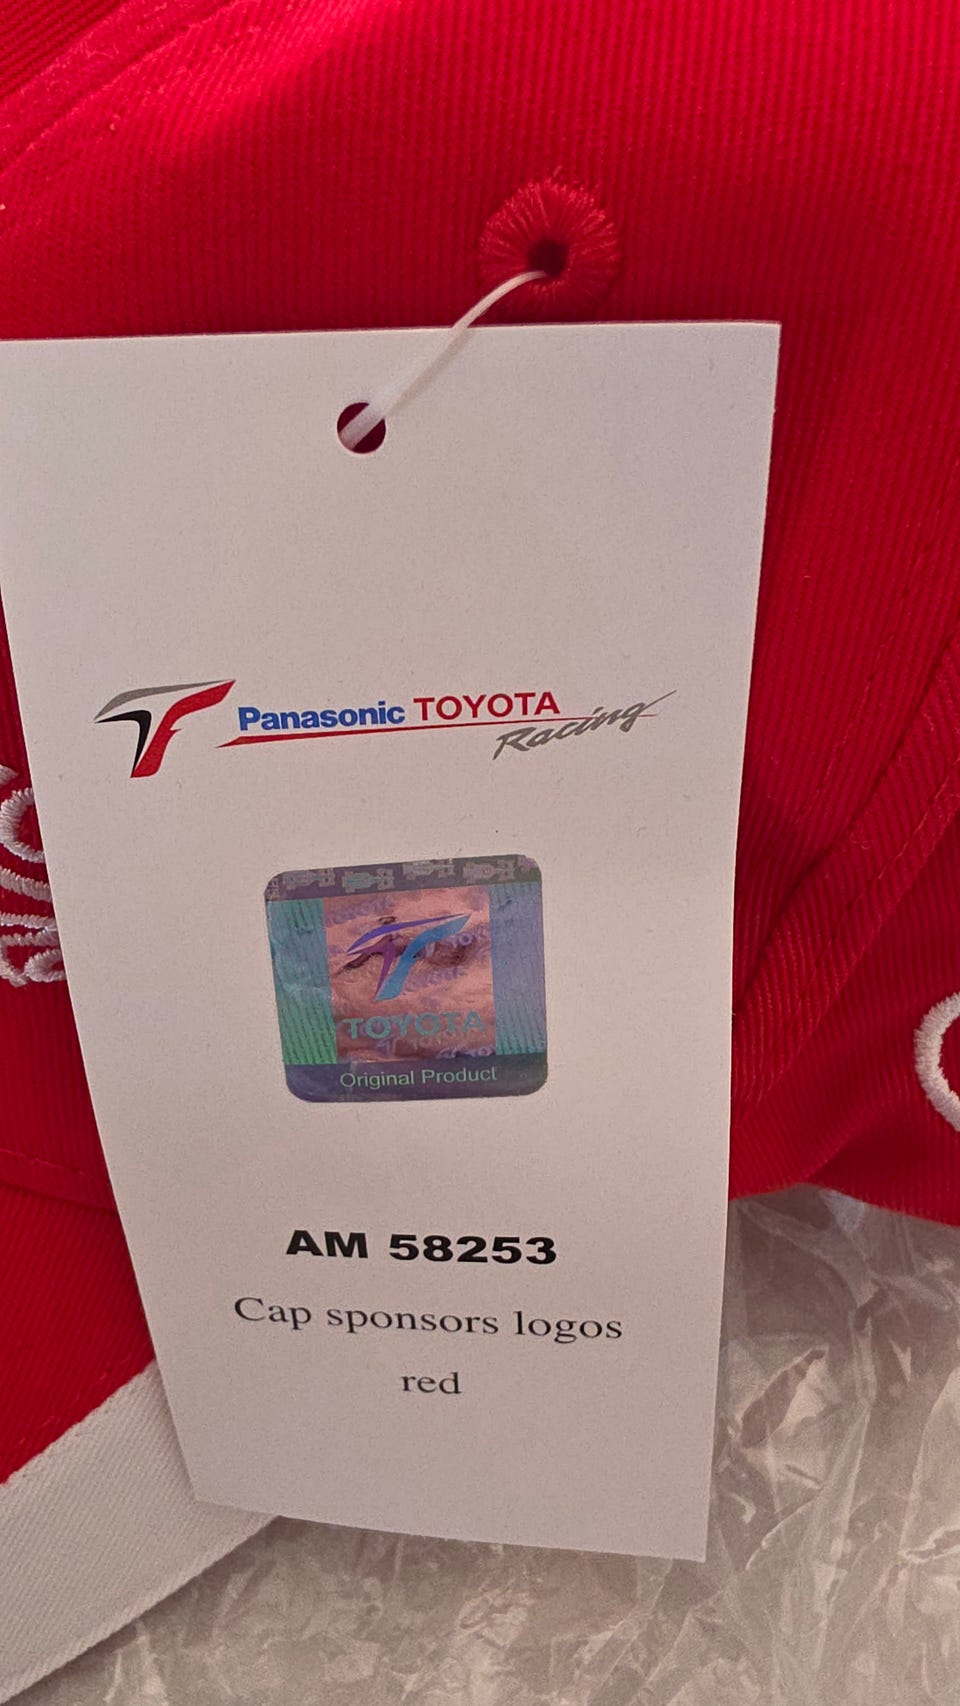 Panasonic TOYOTA
Racing
TOYOTA
Original Product
AM 58253
Cap sponsors logos
red